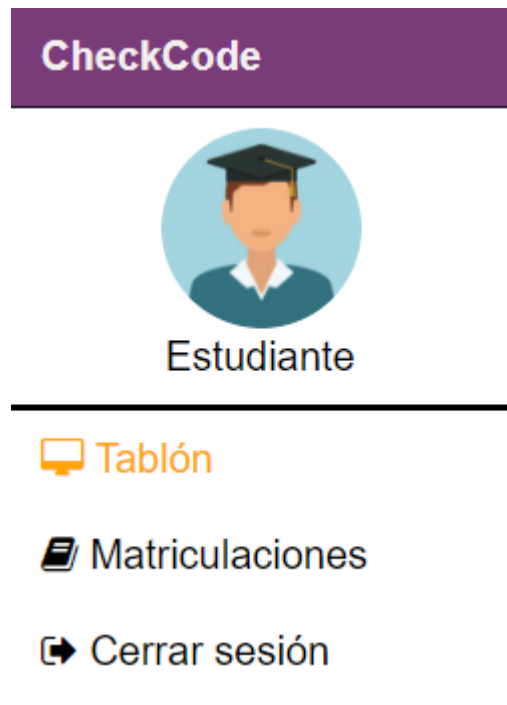 CheckCode
Estudiante
Tablón
Matriculaciones
Cerrar sesión